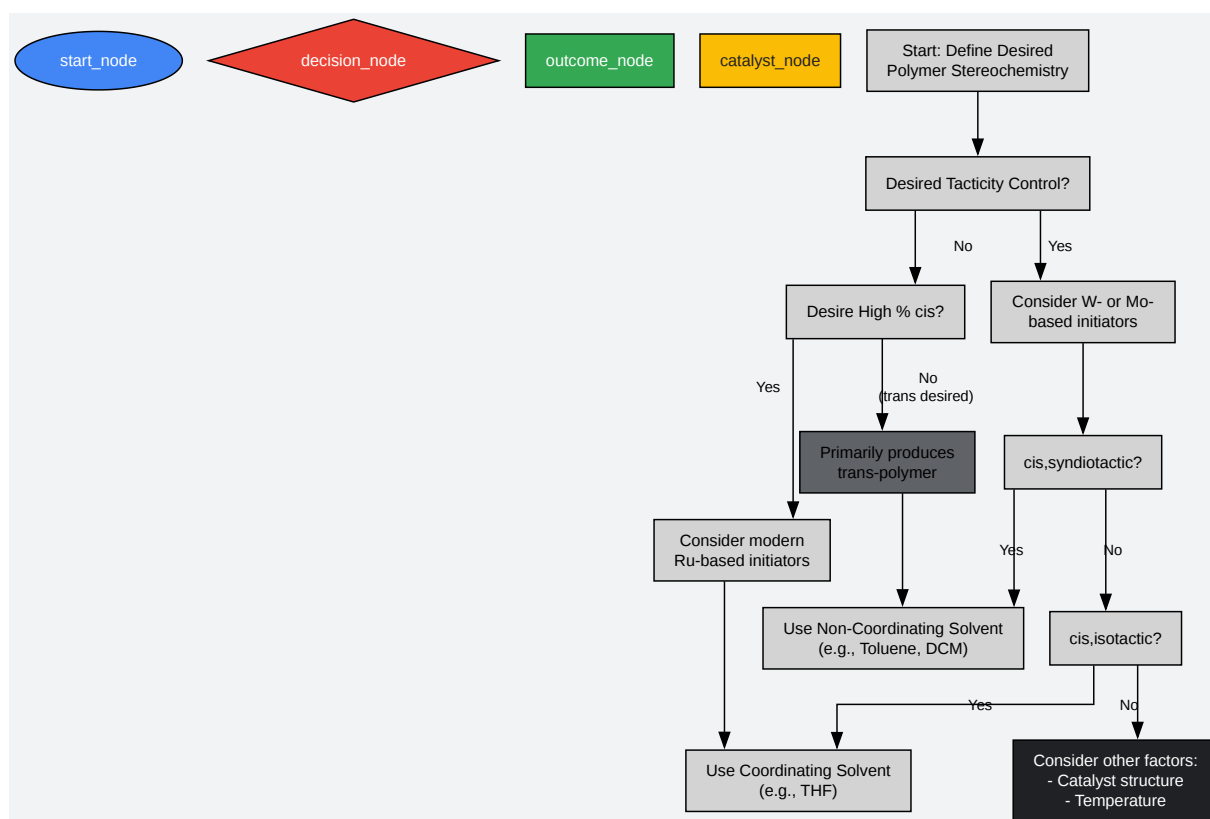 start_node
decision_node
outcome_node
catalyst_node
Start: Define Desired
Polymer Stereochemistry
Desired Tacticity Control?
No
Yes
Desire High % cis?
Consider W- or Mo-
based initiators
Yes
No
(trans desired)
Primarily produces
trans-polymer
cis,syndiotactic?
Consider modern
Ru-based initiators
Yes
No
Use Non-Coordinating Solvent
(e.g., Toluene, DCM)
cis,isotactic?
Yes
No
Use Coordinating Solvent
(e.g., THF)
Consider other factors:
- Catalyst structure
- Temperature